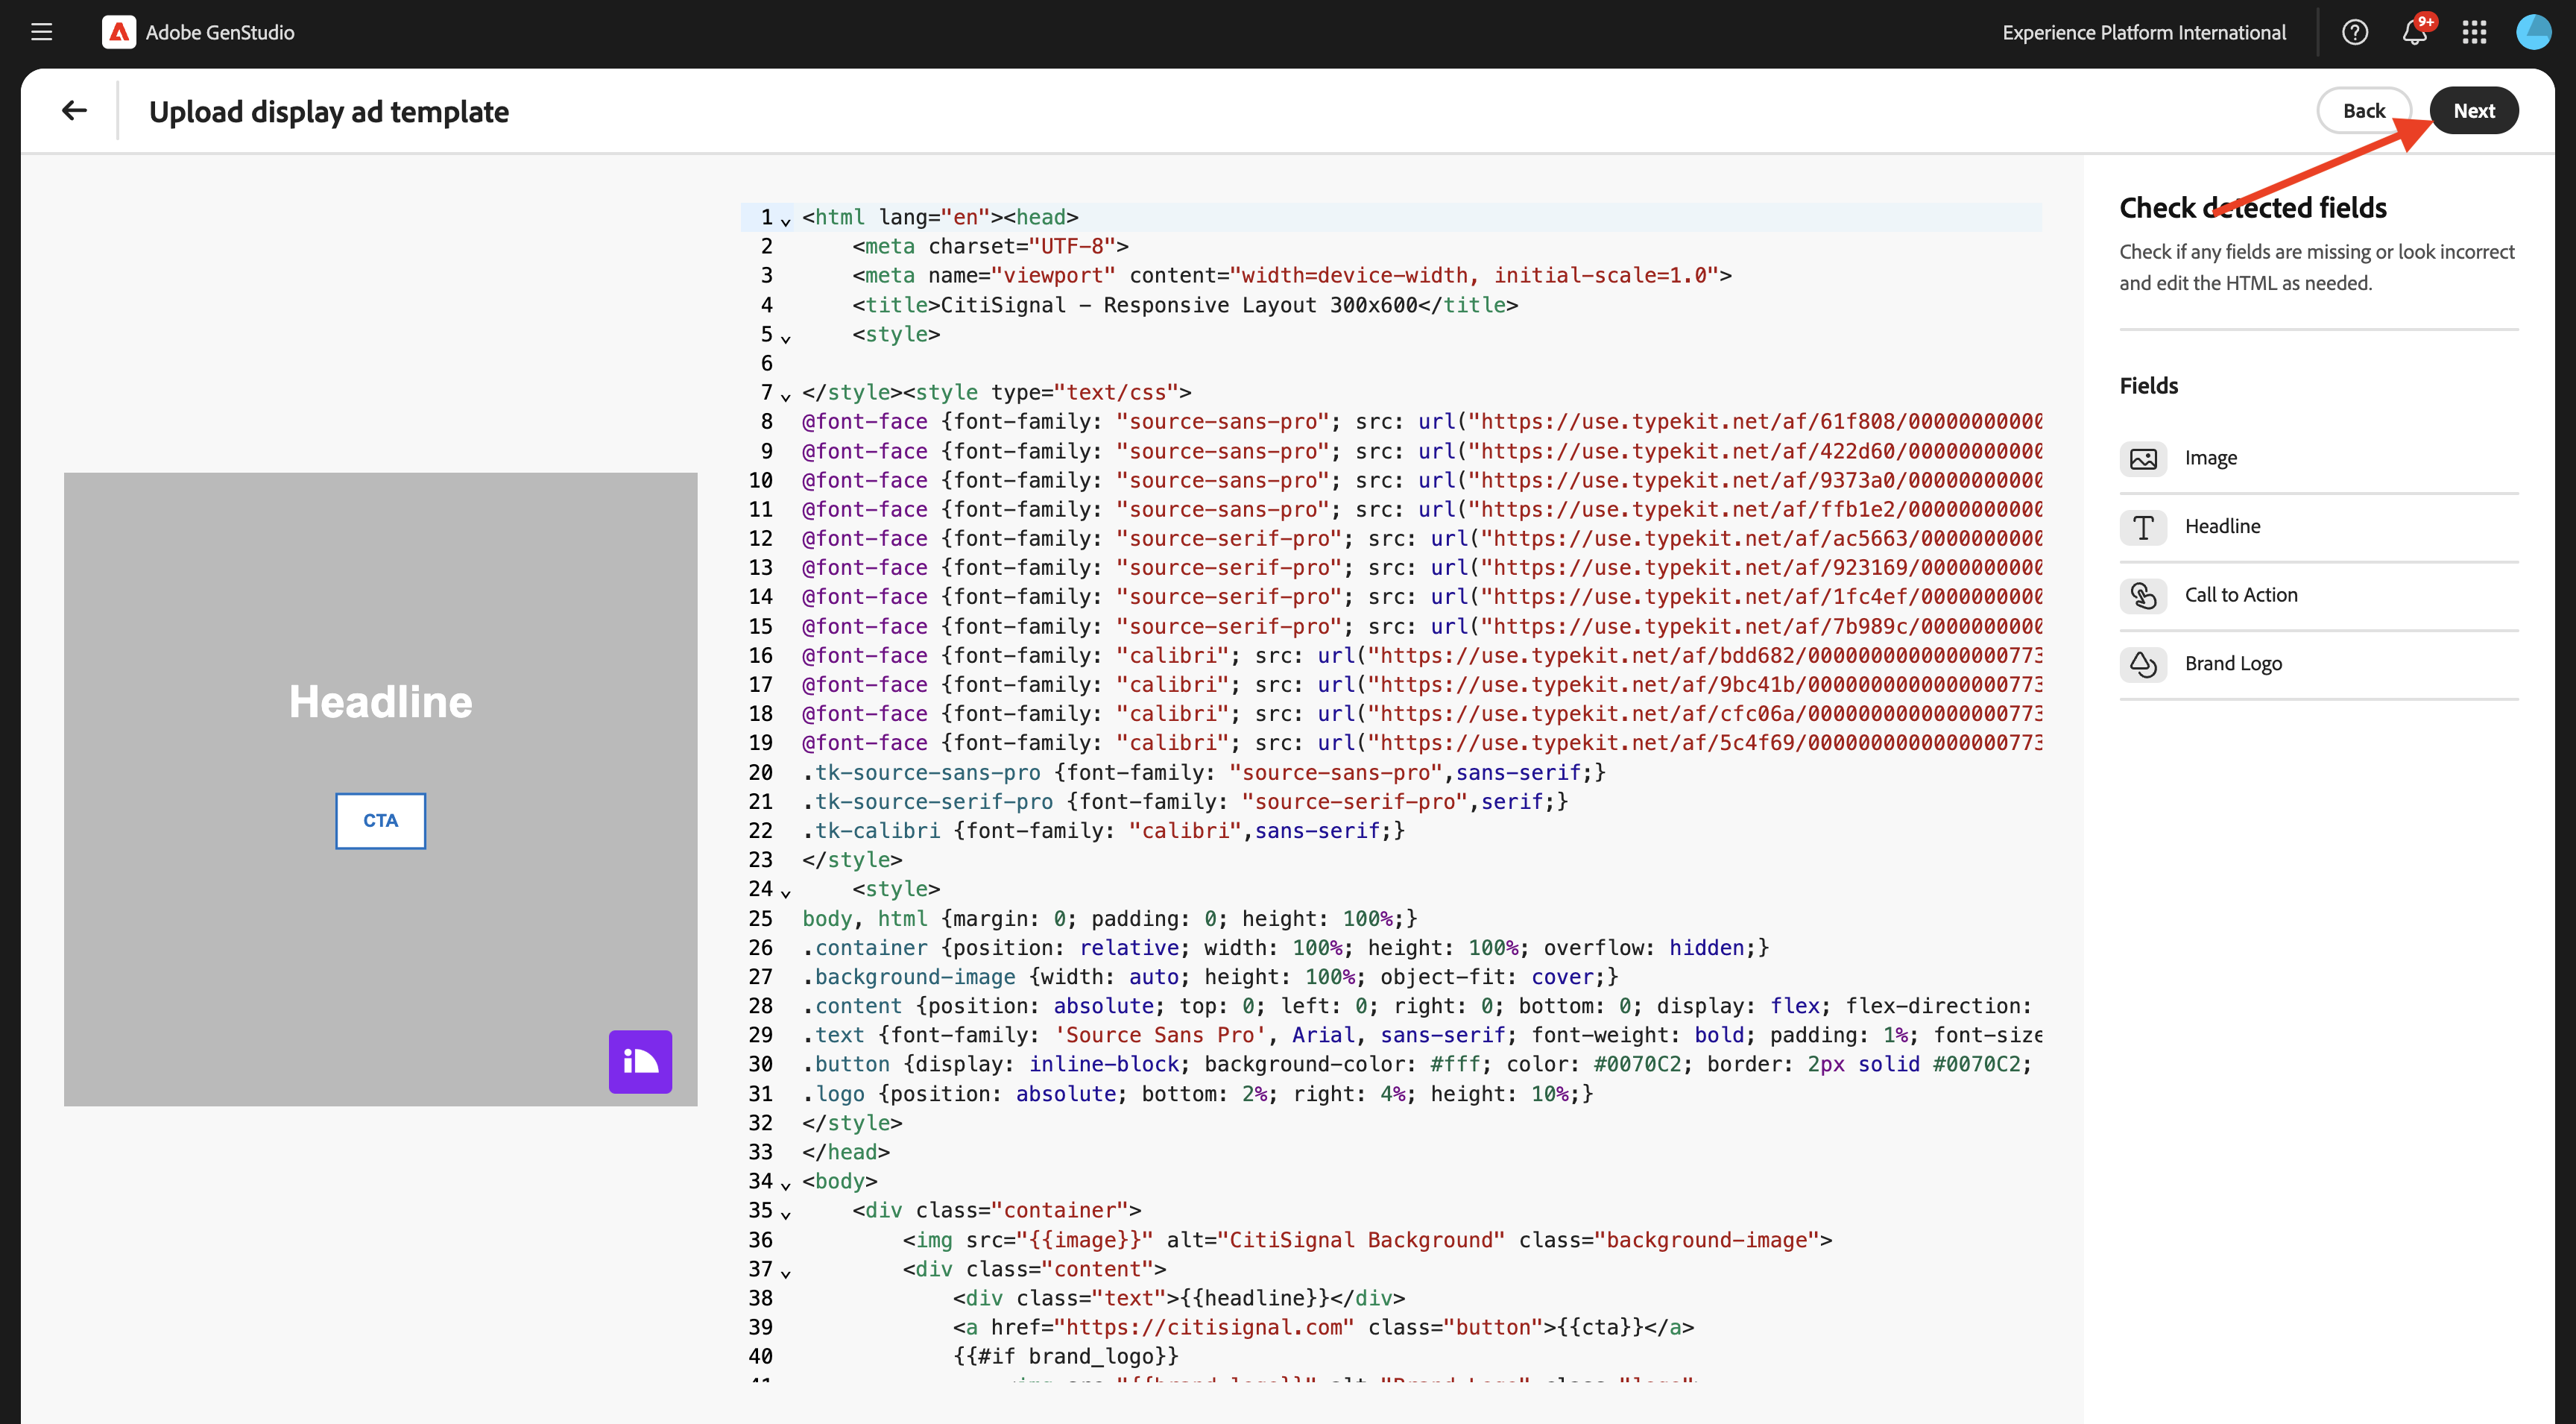 Adobe GenStudio
Experience Platform International
9+
Upload display ad template
Back
Next
Headline
CTA
1 <html lang="en"><head>
2 <meta charset="UTF-8">
3 <meta name="viewport" content="width=device-width, initial-scale=1.0">
4 <title>CitiSignal – Responsive Layout 300x600</title>
5 <style>
6
7 </style><style type="text/css">
8 @font-face {font-family: "source-sans-pro"; src: url("https://use.typekit.net/af/61f808/00000000000
9 @font-face {font-family: "source-sans-pro"; src: url("https://use.typekit.net/af/422d60/00000000000
10 @font-face {font-family: "source-sans-pro"; src: url("https://use.typekit.net/af/9373a0/00000000000
11 @font-face {font-family: "source-sans-pro"; src: url("https://use.typekit.net/af/ffb1e2/00000000000
12 @font-face {font-family: "source-serif-pro"; src: url("https://use.typekit.net/af/ac5663/0000000000
13 @font-face {font-family: "source-serif-pro"; src: url("https://use.typekit.net/af/923169/0000000000
14 @font-face {font-family: "source-serif-pro"; src: url("https://use.typekit.net/af/1fc4ef/0000000000
15 @font-face {font-family: "source-serif-pro"; src: url("https://use.typekit.net/af/7b989c/0000000000
16 @font-face {font-family: "calibri"; src: url("https://use.typekit.net/af/bdd682/0000000000000000773
17 @font-face {font-family: "calibri"; src: url("https://use.typekit.net/af/9bc41b/0000000000000000773
18 @font-face {font-family: "calibri"; src: url("https://use.typekit.net/af/cfc06a/0000000000000000773
19 @font-face {font-family: "calibri"; src: url("https://use.typekit.net/af/5c4f69/0000000000000000773
20 .tk-source-sans-pro {font-family: "source-sans-pro",sans-serif;}
21 .tk-source-serif-pro {font-family: "source-serif-pro",serif;}
22 .tk-calibri {font-family: "calibri",sans-serif;}
23 </style>
24 <style>
25 body, html {margin: 0; padding: 0; height: 100%;}
26 .container {position: relative; width: 100%; height: 100%; overflow: hidden;}
27 .background-image {width: auto; height: 100%; object-fit: cover;}
28 .content {position: absolute; top: 0; left: 0; right: 0; bottom: 0; display: flex; flex-direction:
29 .text {font-family: 'Source Sans Pro', Arial, sans-serif; font-weight: bold; padding: 1%; font-size
30 .button {display: inline-block; background-color: #fff; color: #0070C2; border: 2px solid #0070C2;
31 .logo {position: absolute; bottom: 2%; right: 4%; height: 10%;}
32 </style>
33 </head>
34 <body>
35 <div class="container">
36 <img src="{{image}}" alt="CitiSignal Background" class="background-image">
37 <div class="content">
38 <div class="text">{{headline}}</div>
39 <a href="https://citisignal.com" class="button">{{cta}}</a>
40 {{#if brand_logo}}
Check detected fields
Check if any fields are missing or look incorrect
and edit the HTML as needed.
Fields
Image
Headline
Call to Action
Brand Logo